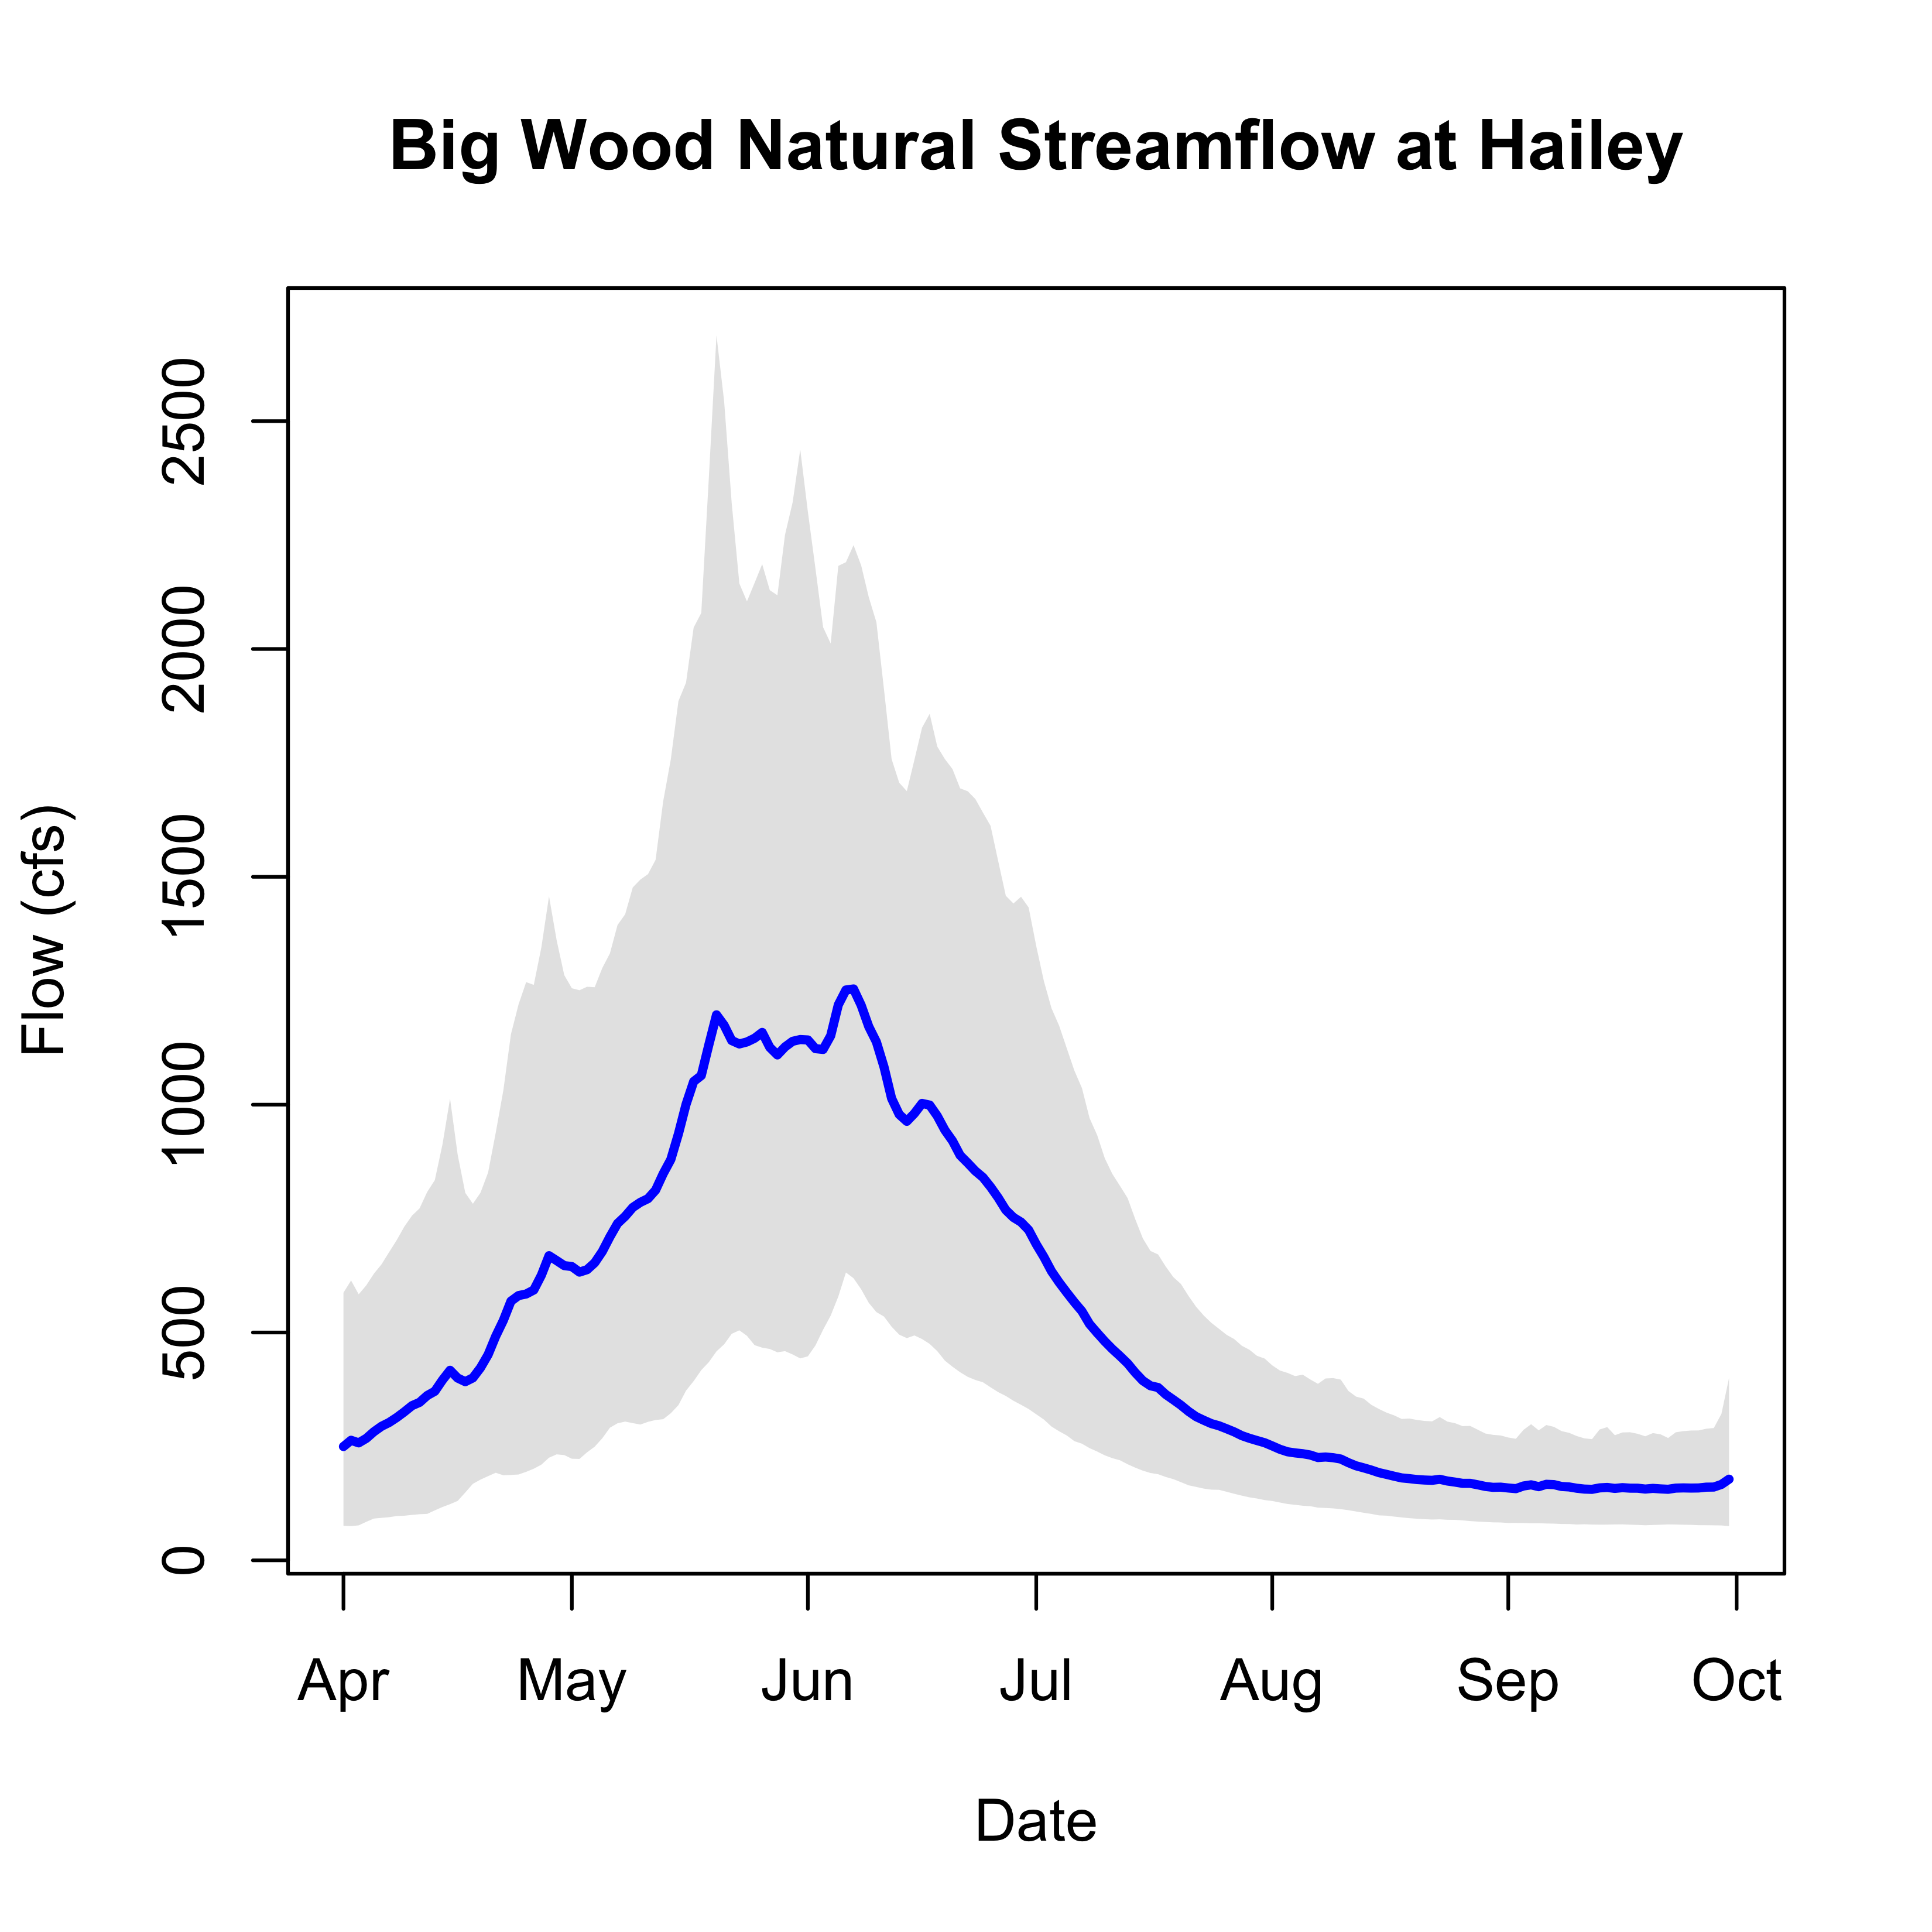 Big Wood Natural Streamflow at Hailey
Flow (cfs)
2500
2000
1500
1000
500
0
Apr May Jun Jul Aug Sep Oct
Date